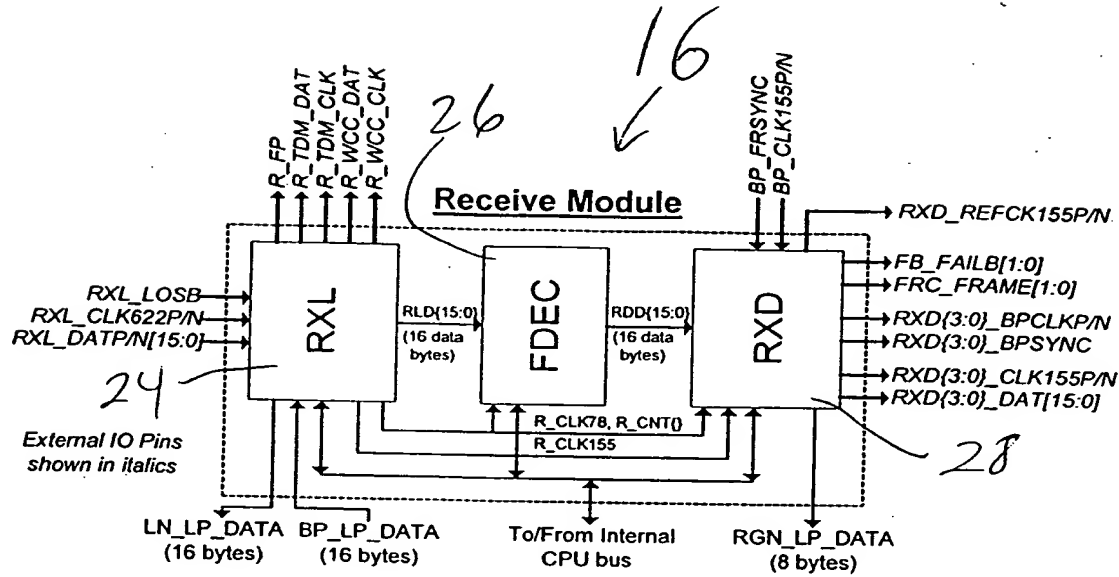 16
26
R_FP
R_TDM_DAT
R_TDM_CLK
R_WCC_DAT
R_WCC_CLK
BP_FRSYNC
BP_CLK155P/N
Receive Module
RXD_REFCK155P/N
RXL_LOSB
RXL_CLK622P/N
RXL_DATP/N[15:0]
RXL
RLD{15:0}
(16 data
bytes)
FDEC
RDD{15:0}
(16 data
bytes)
RXD
FB_FAILB[1:0]
FRC_FRAME[1:0]
RXD{3:0}_BPCLKP/N
RXD{3:0}_BPSYNC
RXD{3:0}_CLK155P/N
RXD{3:0}_DAT[15:0]
24
R_CLK78, R_CNT{}
R_CLK155
28
External IO Pins
shown in italics
LN_LP_DATA
(16 bytes)
BP_LP_DATA
(16 bytes)
To/From Internal
CPU bus
RGN_LP_DATA
(8 bytes)